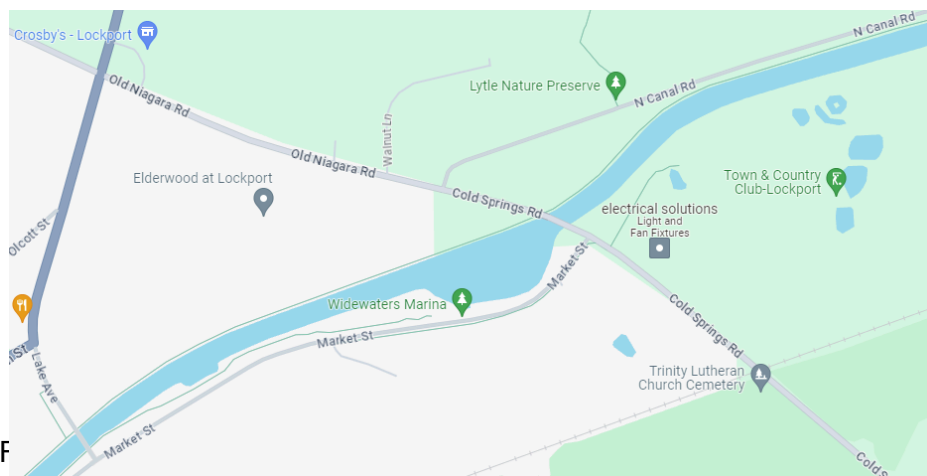 Crosby's - Lockport
N Canal Rd
Old Niagara Rd
Lytle Nature Preserve
N Canal Rd
Walnut Ln
Old Niagara Rd
Elderwood at Lockport
Town & Country
Club-Lockport
Cold Springs Rd
electrical solutions
Light and
Fan Fixtures
Olcott St
Market St
Widewaters Marina
Cold Springs Rd
Market St
Lake Ave
Trinity Lutheran
Church Cemetery
Market St
F